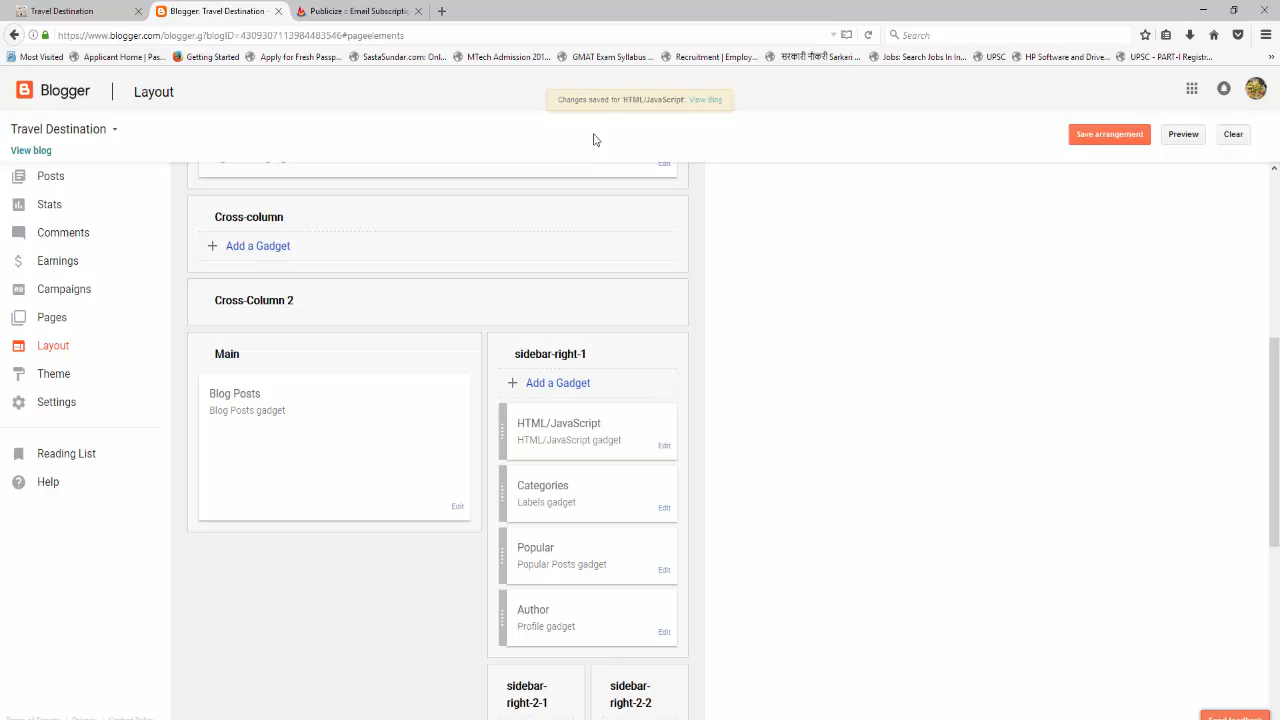 Travel Destination
Blogger: Travel Destination -
Publicize :: Email Subscripti
https://www.blogger.com/blogger.g?blogID=4309307113984483546#pageelements
Search
Most Visited
Applicant Home | Pas...
Getting Started
Apply for Fresh Passp...
SastaSundar.com: Onl...
MTech Admission 201...
GMAT Exam Syllabus ...
Recruitment | Employ...
सरकारी नौकरी Sarkari ...
Jobs: Search Jobs In In...
UPSC
HP Software and Drive...
UPSC - PART-I Registr...
Blogger
Layout
Changes saved for 'HTML/JavaScript'. View Blog
Travel Destination
Save arrangement
Preview
Clear
View blog
Edit
Posts
Stats
Comments
Earnings
Campaigns
Pages
Layout
Theme
Settings
Reading List
Help
Cross-column
+ Add a Gadget
Cross-Column 2
Main
Blog Posts
Blog Posts gadget
Edit
sidebar-right-1
+ Add a Gadget
HTML/JavaScript
HTML/JavaScript gadget
Edit
Categories
Labels gadget
Edit
Popular
Popular Posts gadget
Edit
Author
Profile gadget
Edit
sidebar-
right-2-1
sidebar-
right-2-2
Send feedback